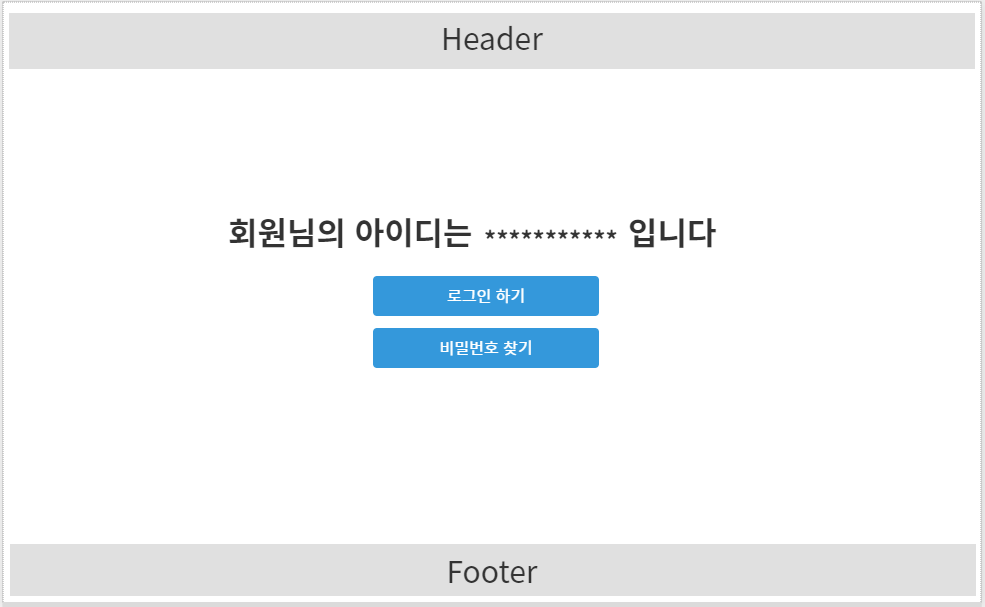 Header
회원님의 아이디는 *********** 입니다
로그인 하기
비밀번호 찾기
Footer